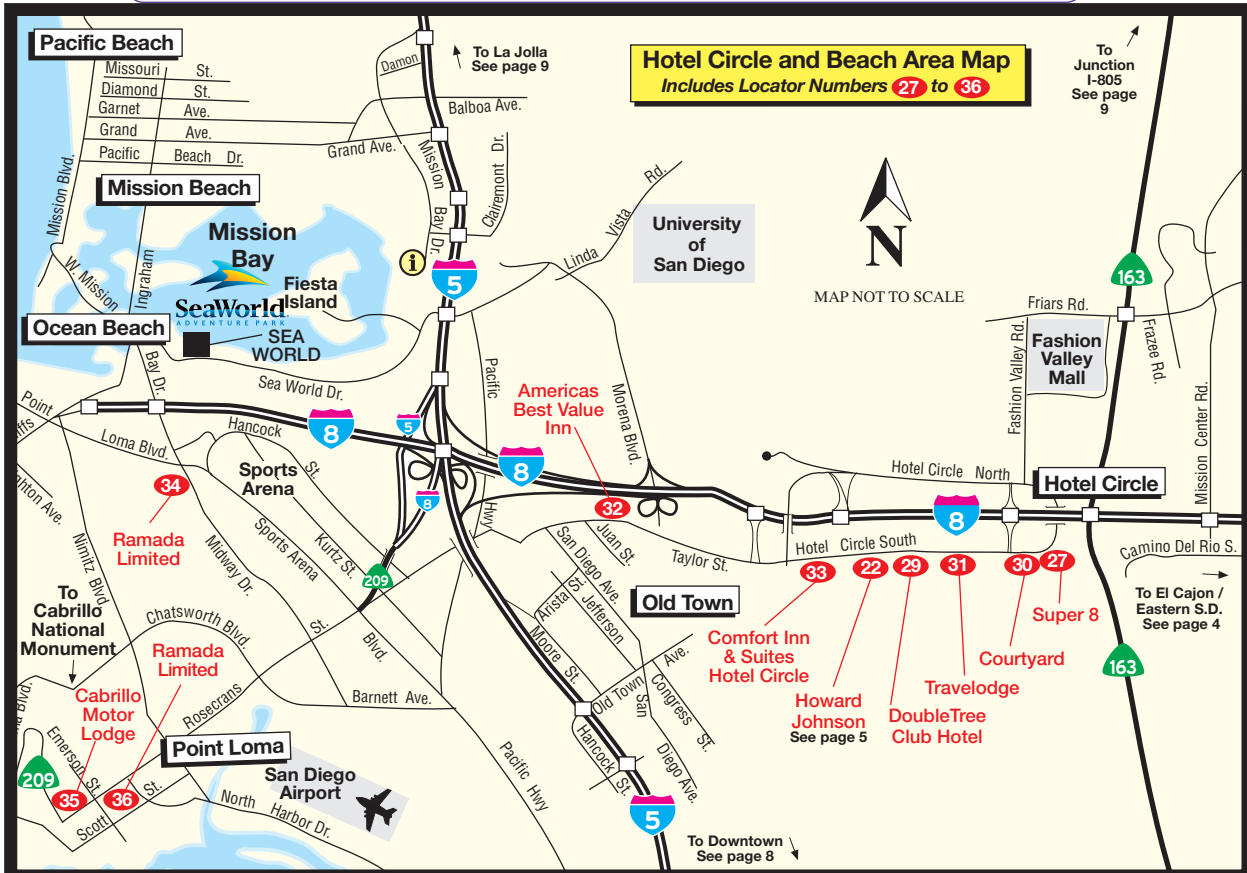 Hotel Circle and Beach Area Map
Includes Locator Numbers 27 to 36
Pacific Beach
Missouri St.
Diamond St.
Garnet Ave.
Grand Ave.
Pacific Beach Dr.
Grand Ave.
Mission Blvd.
Damon
To La Jolla
See page 9
Balboa Ave.
Mission
Bay Dr.
Clairemont Dr.
To
Junction
I-805
See page
9
Mission Beach
Mission
Bay
SeaWorld
ADVENTURE PARK
Fiesta
Island
SEA
WORLD
W. Mission
Bay Dr.
Ingraham
i
5
Linda Vista Rd.
University
of
San Diego
N
MAP NOT TO SCALE
163
Friars Rd.
Frazee Rd.
Fashion
Valley
Mall
Fashion Valley Rd.
Mission Center Rd.
Ocean Beach
Sea World Dr.
Pacific
Hwy
Morena Blvd.
Americas
Best Value
Inn
32
Point
Loma Blvd.
8
5
8
8
Hancock St.
Sports
Arena
Hotel Circle North
Hotel Circle
8
34
Ramada
Limited
Nimitz Blvd
Midway Dr.
Sports Arena
Blvd.
Kurtz St.
209
Juan St.
Taylor St.
Hotel Circle South
Camino Del Rio S.
33
22
29
31
30
27
Super 8
To El Cajon /
Eastern S.D.
See page 4
Courtyard
Travelodge
DoubleTree
Club Hotel
Howard
Johnson
See page 5
Comfort Inn
& Suites
Hotel Circle
163
San Diego Ave.
Arista St.
Jefferson
Old Town
Moore St.
Old Town Ave.
Congress St.
San
Diego Ave.
Hancock St.
To
Cabrillo
National
Monument
Chatsworth Blvd.
Ramada
Limited
Cabrillo
Motor
Lodge
Rosecrans St.
Barnett Ave.
Point Loma
Emerson St.
209
35
36
Scott St.
San Diego
Airport
North Harbor Dr.
Pacific Hwy
5
To Downtown
See page 8